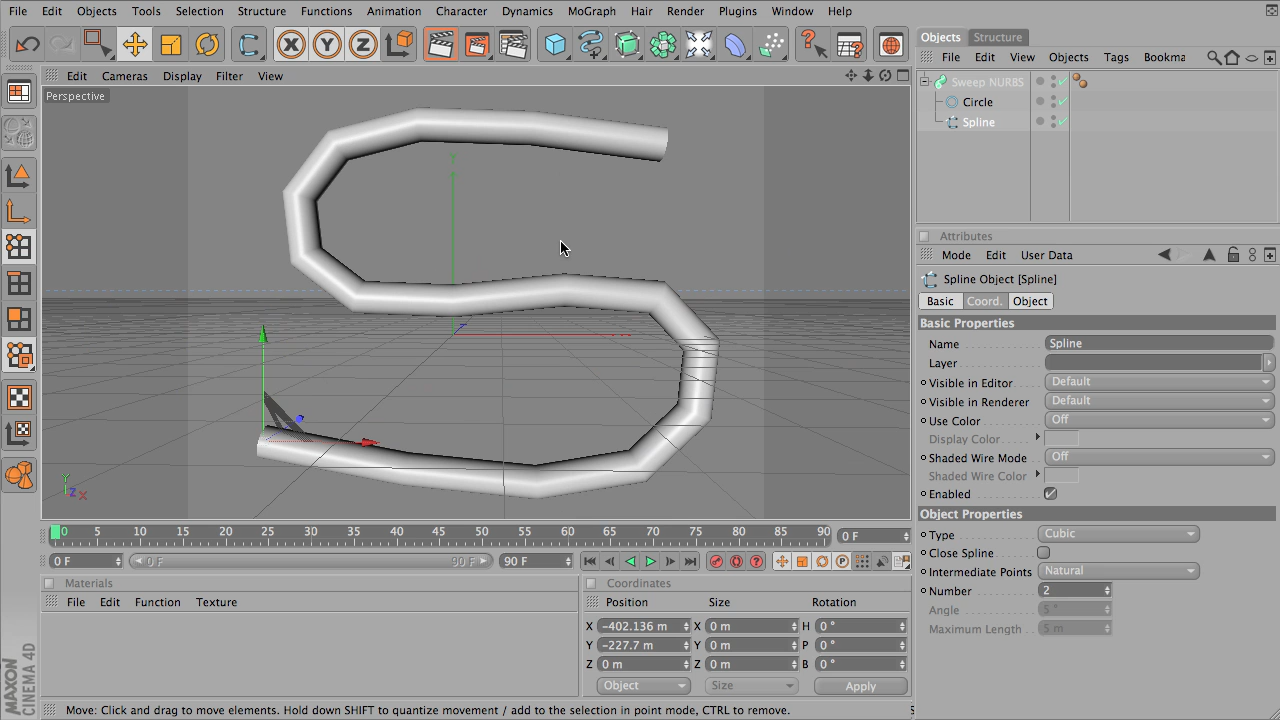 File Edit Objects Tools Selection Structure Functions Animation Character Dynamics MoGraph Hair Render Plugins Window Help
Objects Structure
File Edit View Objects Tags Bookma
Edit Cameras Display Filter View
Perspective
Sweep NURBS
Circle
Spline
Y
Attributes
Mode Edit User Data
Spline Object [Spline]
Basic Coord. Object
Basic Properties
Name Spline
Layer
Visible in Editor Default
Visible in Renderer Default
Use Color Off
Display Color
Shaded Wire Mode Off
Shaded Wire Color
Enabled
Object Properties
Type Cubic
Close Spline
Intermediate Points Natural
Number 2
Angle 5 °
Maximum Length 5 m
Y
Z X
0 5 10 15 20 25 30 35 40 45 50 55 60 65 70 75 80 85 90 0 F
0 F 0 F 90 F 90 F
Materials
File Edit Function Texture
Coordinates
Position Size Rotation
X -402.136 m X 0 m H 0 °
Y -227.7 m Y 0 m P 0 °
Z 0 m Z 0 m B 0 °
Object Size Apply
MAXON
CINEMA 4D
Move: Click and drag to move elements. Hold down SHIFT to quantize movement / add to the selection in point mode, CTRL to remove.